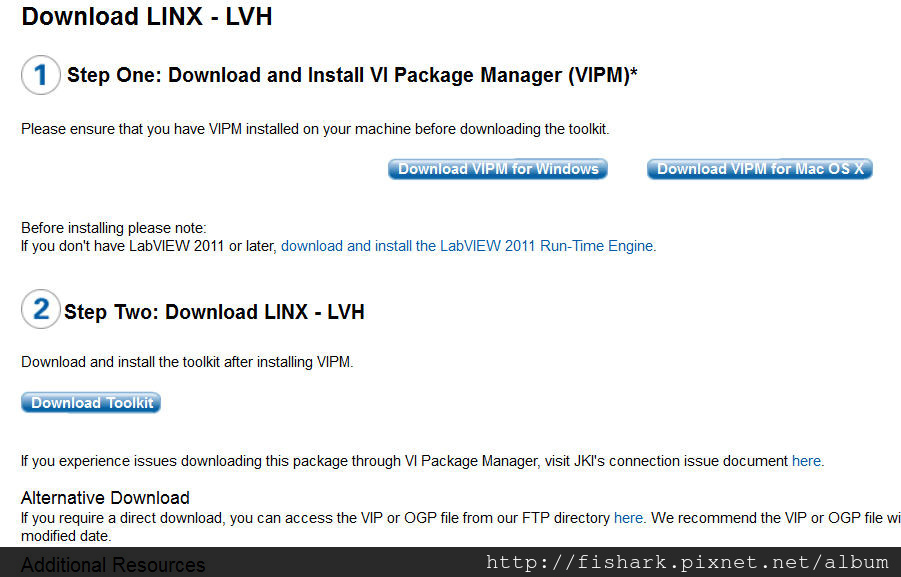 Download LINX - LVH
1 Step One: Download and Install VI Package Manager (VIPM)*
Please ensure that you have VIPM installed on your machine before downloading the toolkit.
Download VIPM for Windows Download VIPM for Mac OS X
Before installing please note:
If you don't have LabVIEW 2011 or later, download and install the LabVIEW 2011 Run-Time Engine.
2 Step Two: Download LINX - LVH
Download and install the toolkit after installing VIPM.
Download Toolkit
If you experience issues downloading this package through VI Package Manager, visit JKI's connection issue document here.
Alternative Download
If you require a direct download, you can access the VIP or OGP file from our FTP directory here. We recommend the VIP or OGP file wi
modified date.
Additional Resources
http://fishark.pixnet.net/album